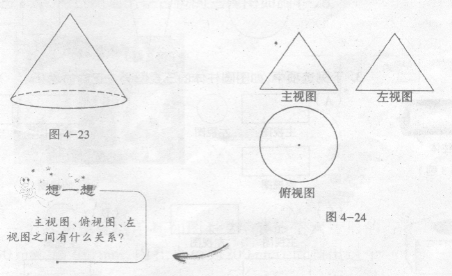 主视图
左视图
图 4-23
俯视图
想一想
图 4-24
主视图、俯视图、左
视图之间有什么关系?